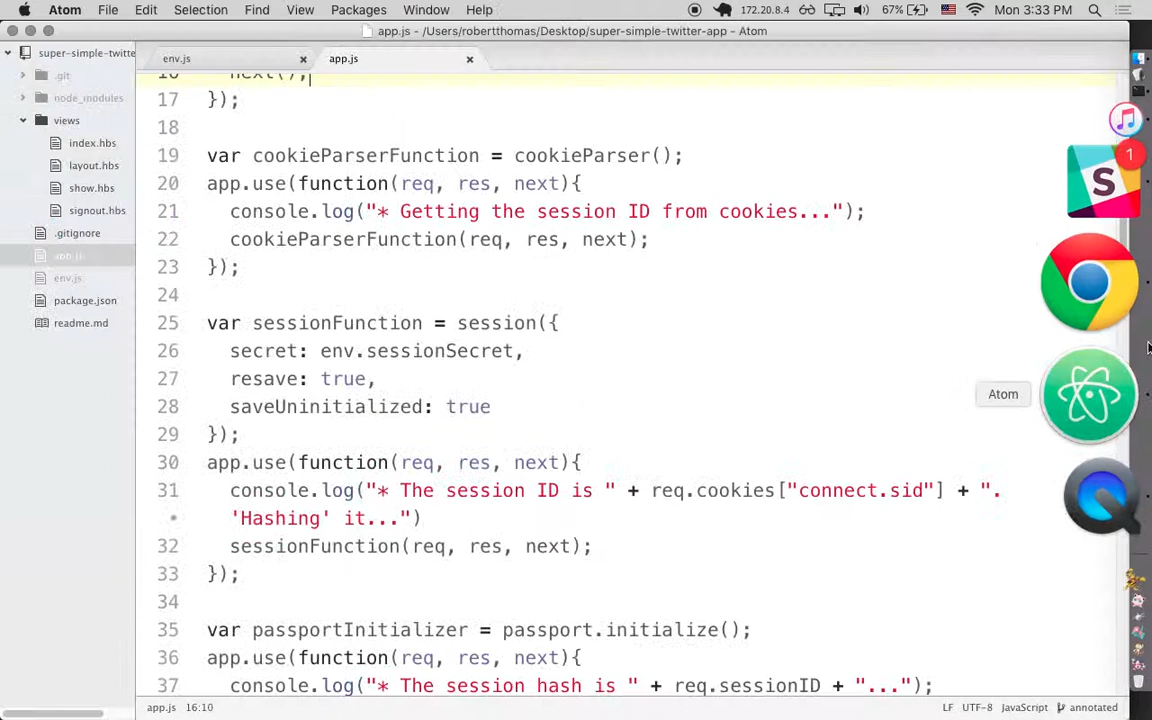 Atom File Edit Selection Find View Packages Window Help 172.20.8.4 67% Mon 3:33 PM
app.js - /Users/robertthomas/Desktop/super-simple-twitter-app - Atom
super-simple-twitte
.git
node_modules
views
index.hbs
layout.hbs
show.hbs
signout.hbs
.gitignore
app.js
env.js
package.json
readme.md
env.js app.js
16 next();
17 });
18
19 var cookieParserFunction = cookieParser();
20 app.use(function(req, res, next){
21 console.log("* Getting the session ID from cookies...");
22 cookieParserFunction(req, res, next);
23 });
24
25 var sessionFunction = session({
26 secret: env.sessionSecret,
27 resave: true,
28 saveUninitialized: true
29 });
30 app.use(function(req, res, next){
31 console.log("* The session ID is " + req.cookies["connect.sid"] + ".
• 'Hashing' it...")
32 sessionFunction(req, res, next);
33 });
34
35 var passportInitializer = passport.initialize();
36 app.use(function(req, res, next){
37 console.log("* The session hash is " + req.sessionID + "...");
1
S
Atom
app.js 16:10 LF UTF-8 JavaScript annotated